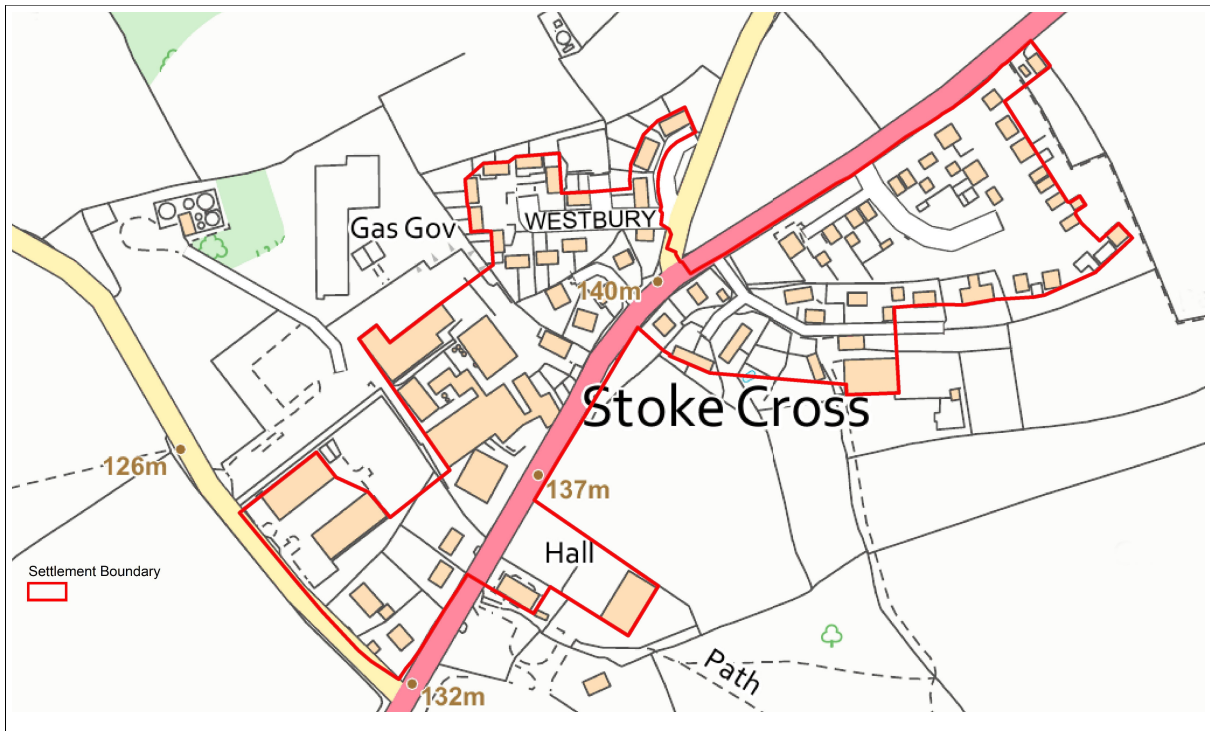 WESTBURY
Gas Gov
140m
Stoke Cross
126m
137m
Hall
Settlement Boundary
Path
132m